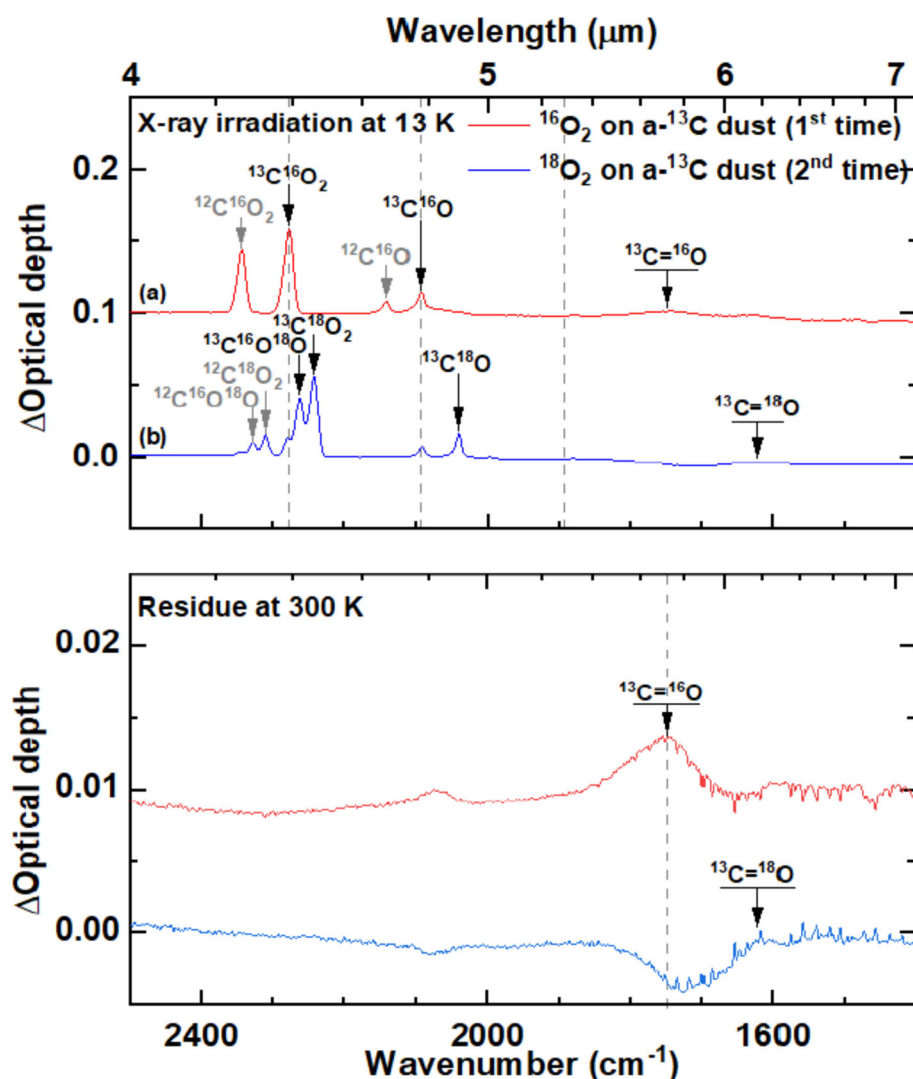 Wavelength (μm)
4 5 6 7
X-ray irradiation at 13 K
¹⁶O₂ on a-¹³C dust (1ˢᵗ time)
¹⁸O₂ on a-¹³C dust (2ⁿᵈ time)
0.2
¹²C¹⁶O₂
¹³C¹⁶O₂
¹²C¹⁶O
¹³C¹⁶O
¹³C=¹⁶O
(a)
0.1
¹³C¹⁶O¹⁸O
¹³C¹⁸O₂
¹²C¹⁸O₂
¹²C¹⁶O¹⁸O
¹³C¹⁸O
¹³C=¹⁸O
(b)
0.0
ΔOptical depth
Residue at 300 K
0.02
¹³C=¹⁶O
0.01
¹³C=¹⁸O
0.00
ΔOptical depth
2400 2000 1600
Wavenumber (cm⁻¹)